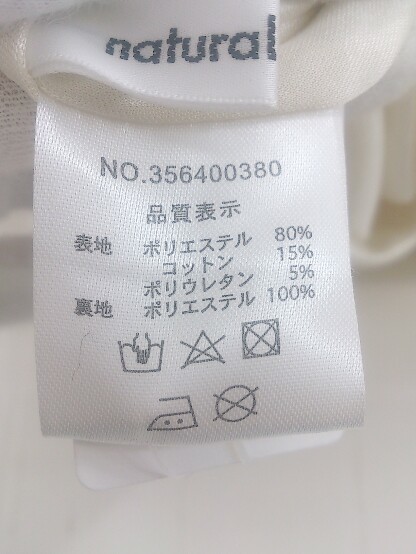 natural
NO.356400380
品質表示
表地 ポリエステル 80%
コットン 15%
ポリウレタン 5%
裏地 ポリエステル 100%